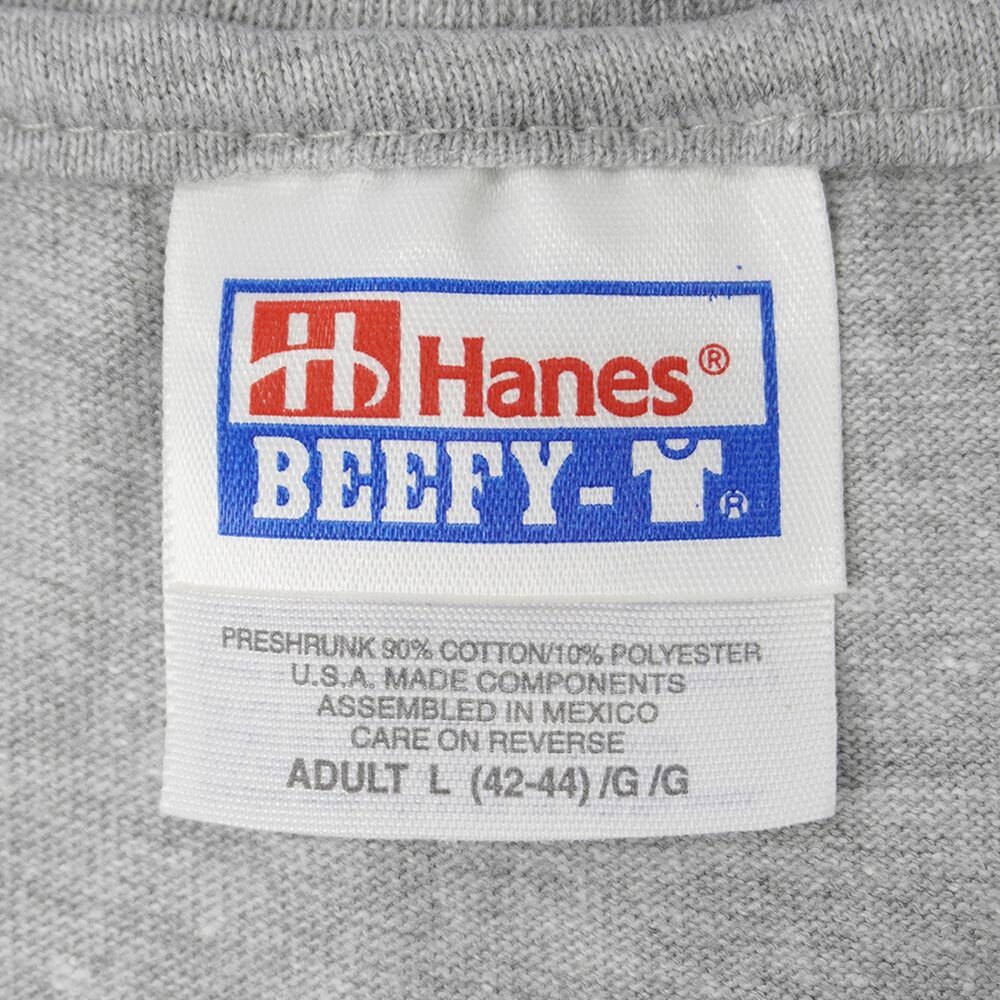 H Hanes®
BEEFY-T®
PRESHRUNK 90% COTTON/10% POLYESTER
U.S.A. MADE COMPONENTS
ASSEMBLED IN MEXICO
CARE ON REVERSE
ADULT L (42-44) /G /G